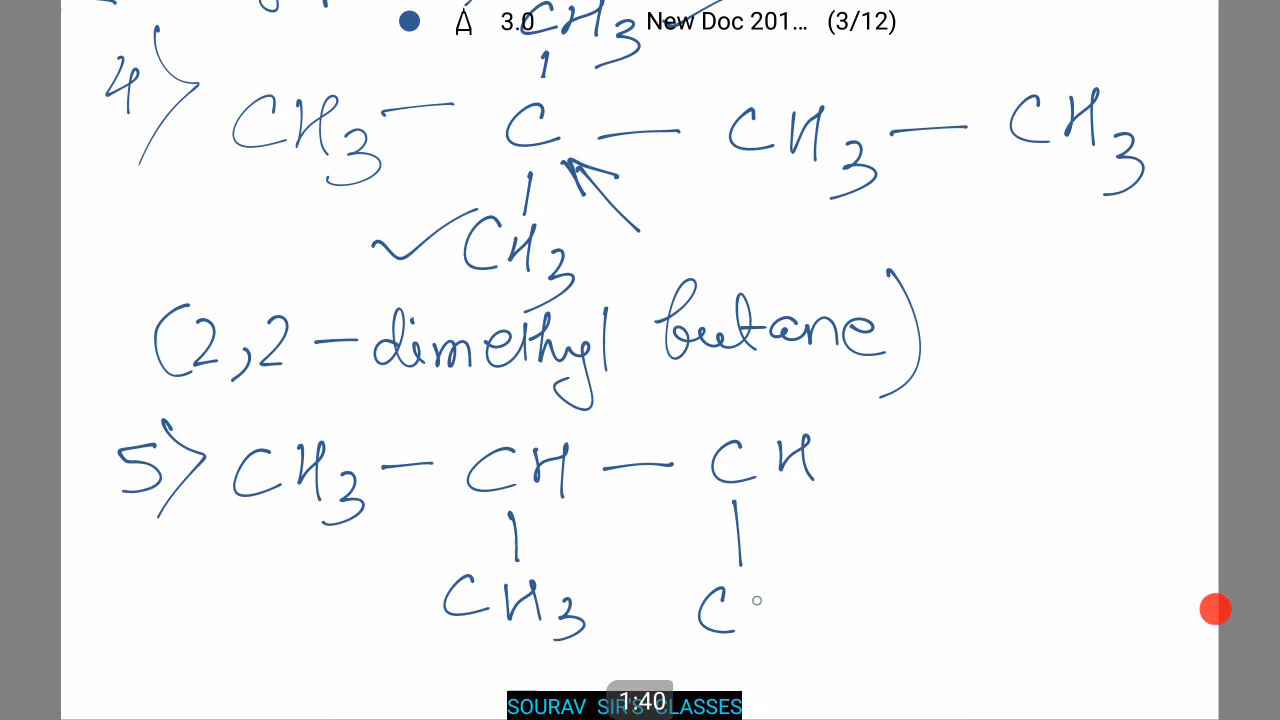 A 3.0 New Doc 201... (3/12)
CH3
4) CH3 — C — CH3 — CH3
CH3
(2,2-dimethyl butane)
5) CH3 — CH — CH
CH3 C
1:40
SOURAV SIR'S CLASSES